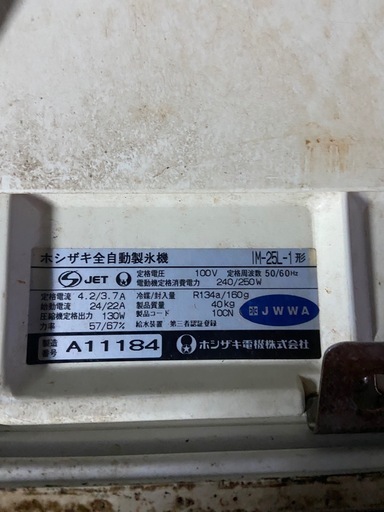 ホシザキ全自動製氷機 IM-25L-1形
JET 定格電圧 100V 定格周波数 50/60Hz
電動機定格消費電力 240/250W
定格電流 4.2/3.7A 冷媒/封入量 R134a/160g
始動電流 24/22A 製品質量 40kg
圧縮機定格出力 130W 製品コード 10CN
力率 57/67% 給水装置 第三者認証登録
JWWA
製造番号 A11184 ホシザキ電機株式会社